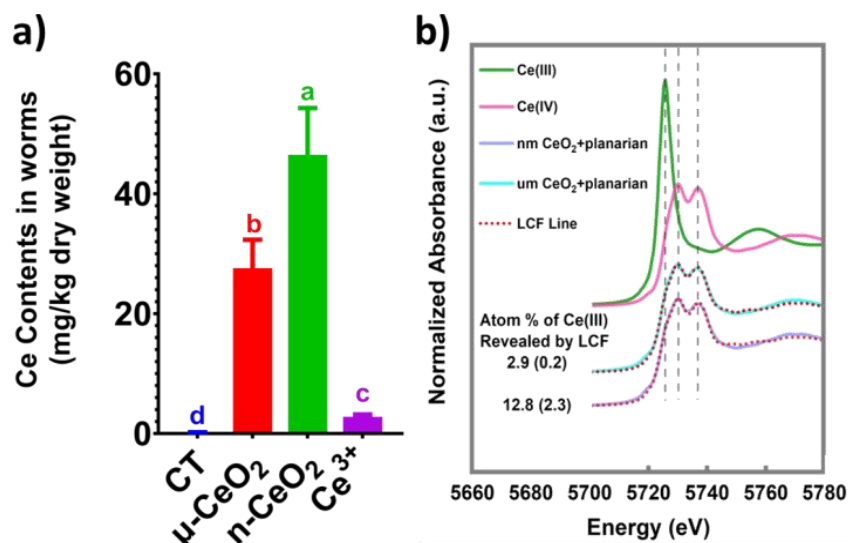 a)
Ce Contents in worms
(mg/kg dry weight)
60
40
20
0
d
b
a
c
CT
µ-CeO₂
n-CeO₂
Ce³⁺
b)
Normalized Absorbance (a.u.)
Ce(III)
Ce(IV)
nm CeO₂+planarian
um CeO₂+planarian
LCF Line
Atom % of Ce(III)
Revealed by LCF
2.9 (0.2)
12.8 (2.3)
5660 5680 5700 5720 5740 5760 5780
Energy (eV)